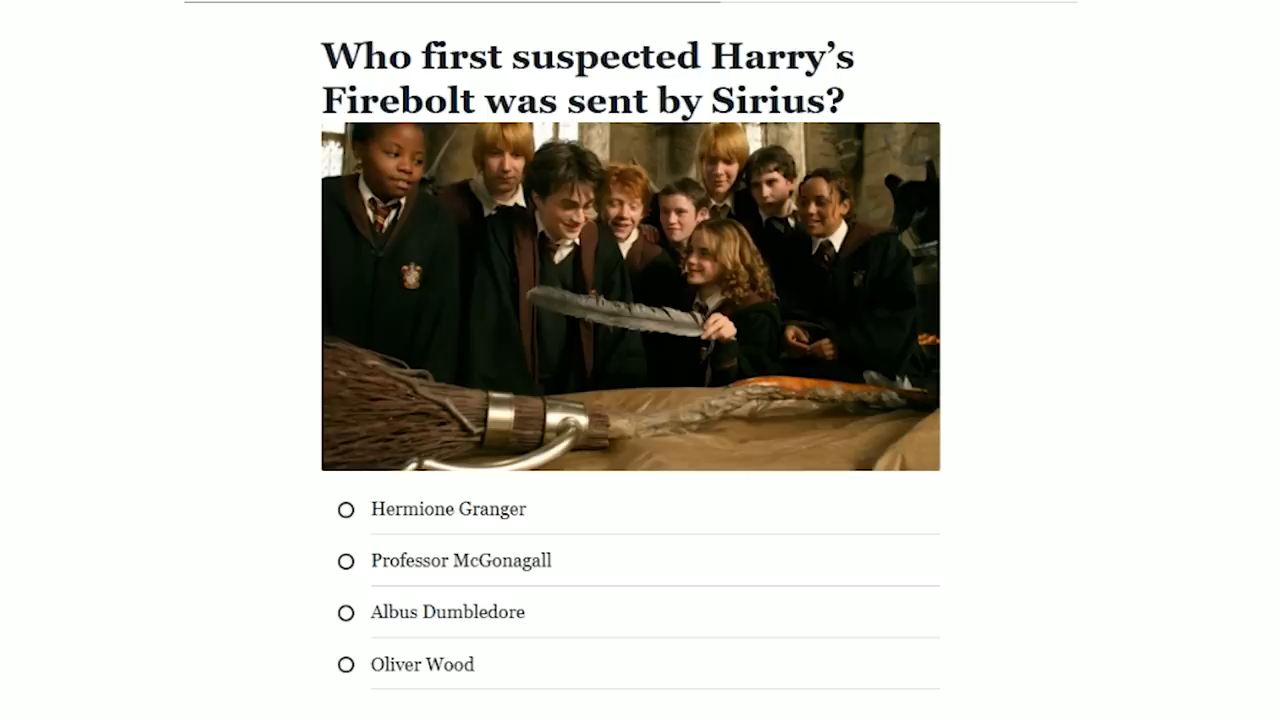 Who first suspected Harry’s
Firebolt was sent by Sirius?
Hermione Granger
Professor McGonagall
Albus Dumbledore
Oliver Wood